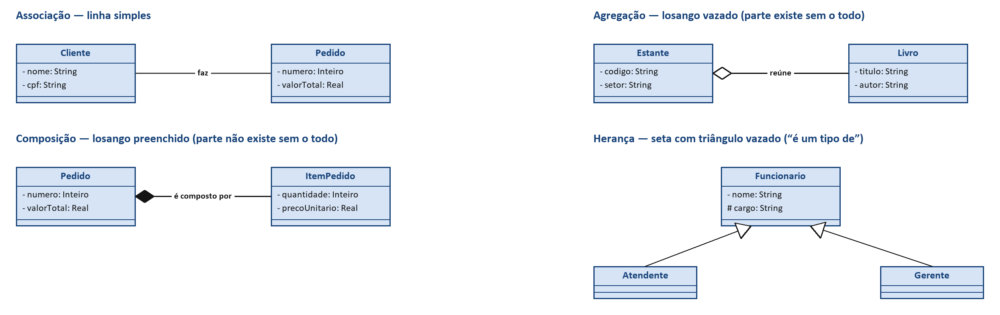 Associação — linha simples
Cliente
- nome: String
- cpf: String
faz
Pedido
- numero: Inteiro
- valorTotal: Real
Agregação — losango vazado (parte existe sem o todo)
Estante
- codigo: String
- setor: String
reúne
Livro
- titulo: String
- autor: String
Composição — losango preenchido (parte não existe sem o todo)
Pedido
- numero: Inteiro
- valorTotal: Real
é composto por
ItemPedido
- quantidade: Inteiro
- precoUnitario: Real
Herança — seta com triângulo vazado (“é um tipo de”)
Funcionario
- nome: String
# cargo: String
Atendente
Gerente